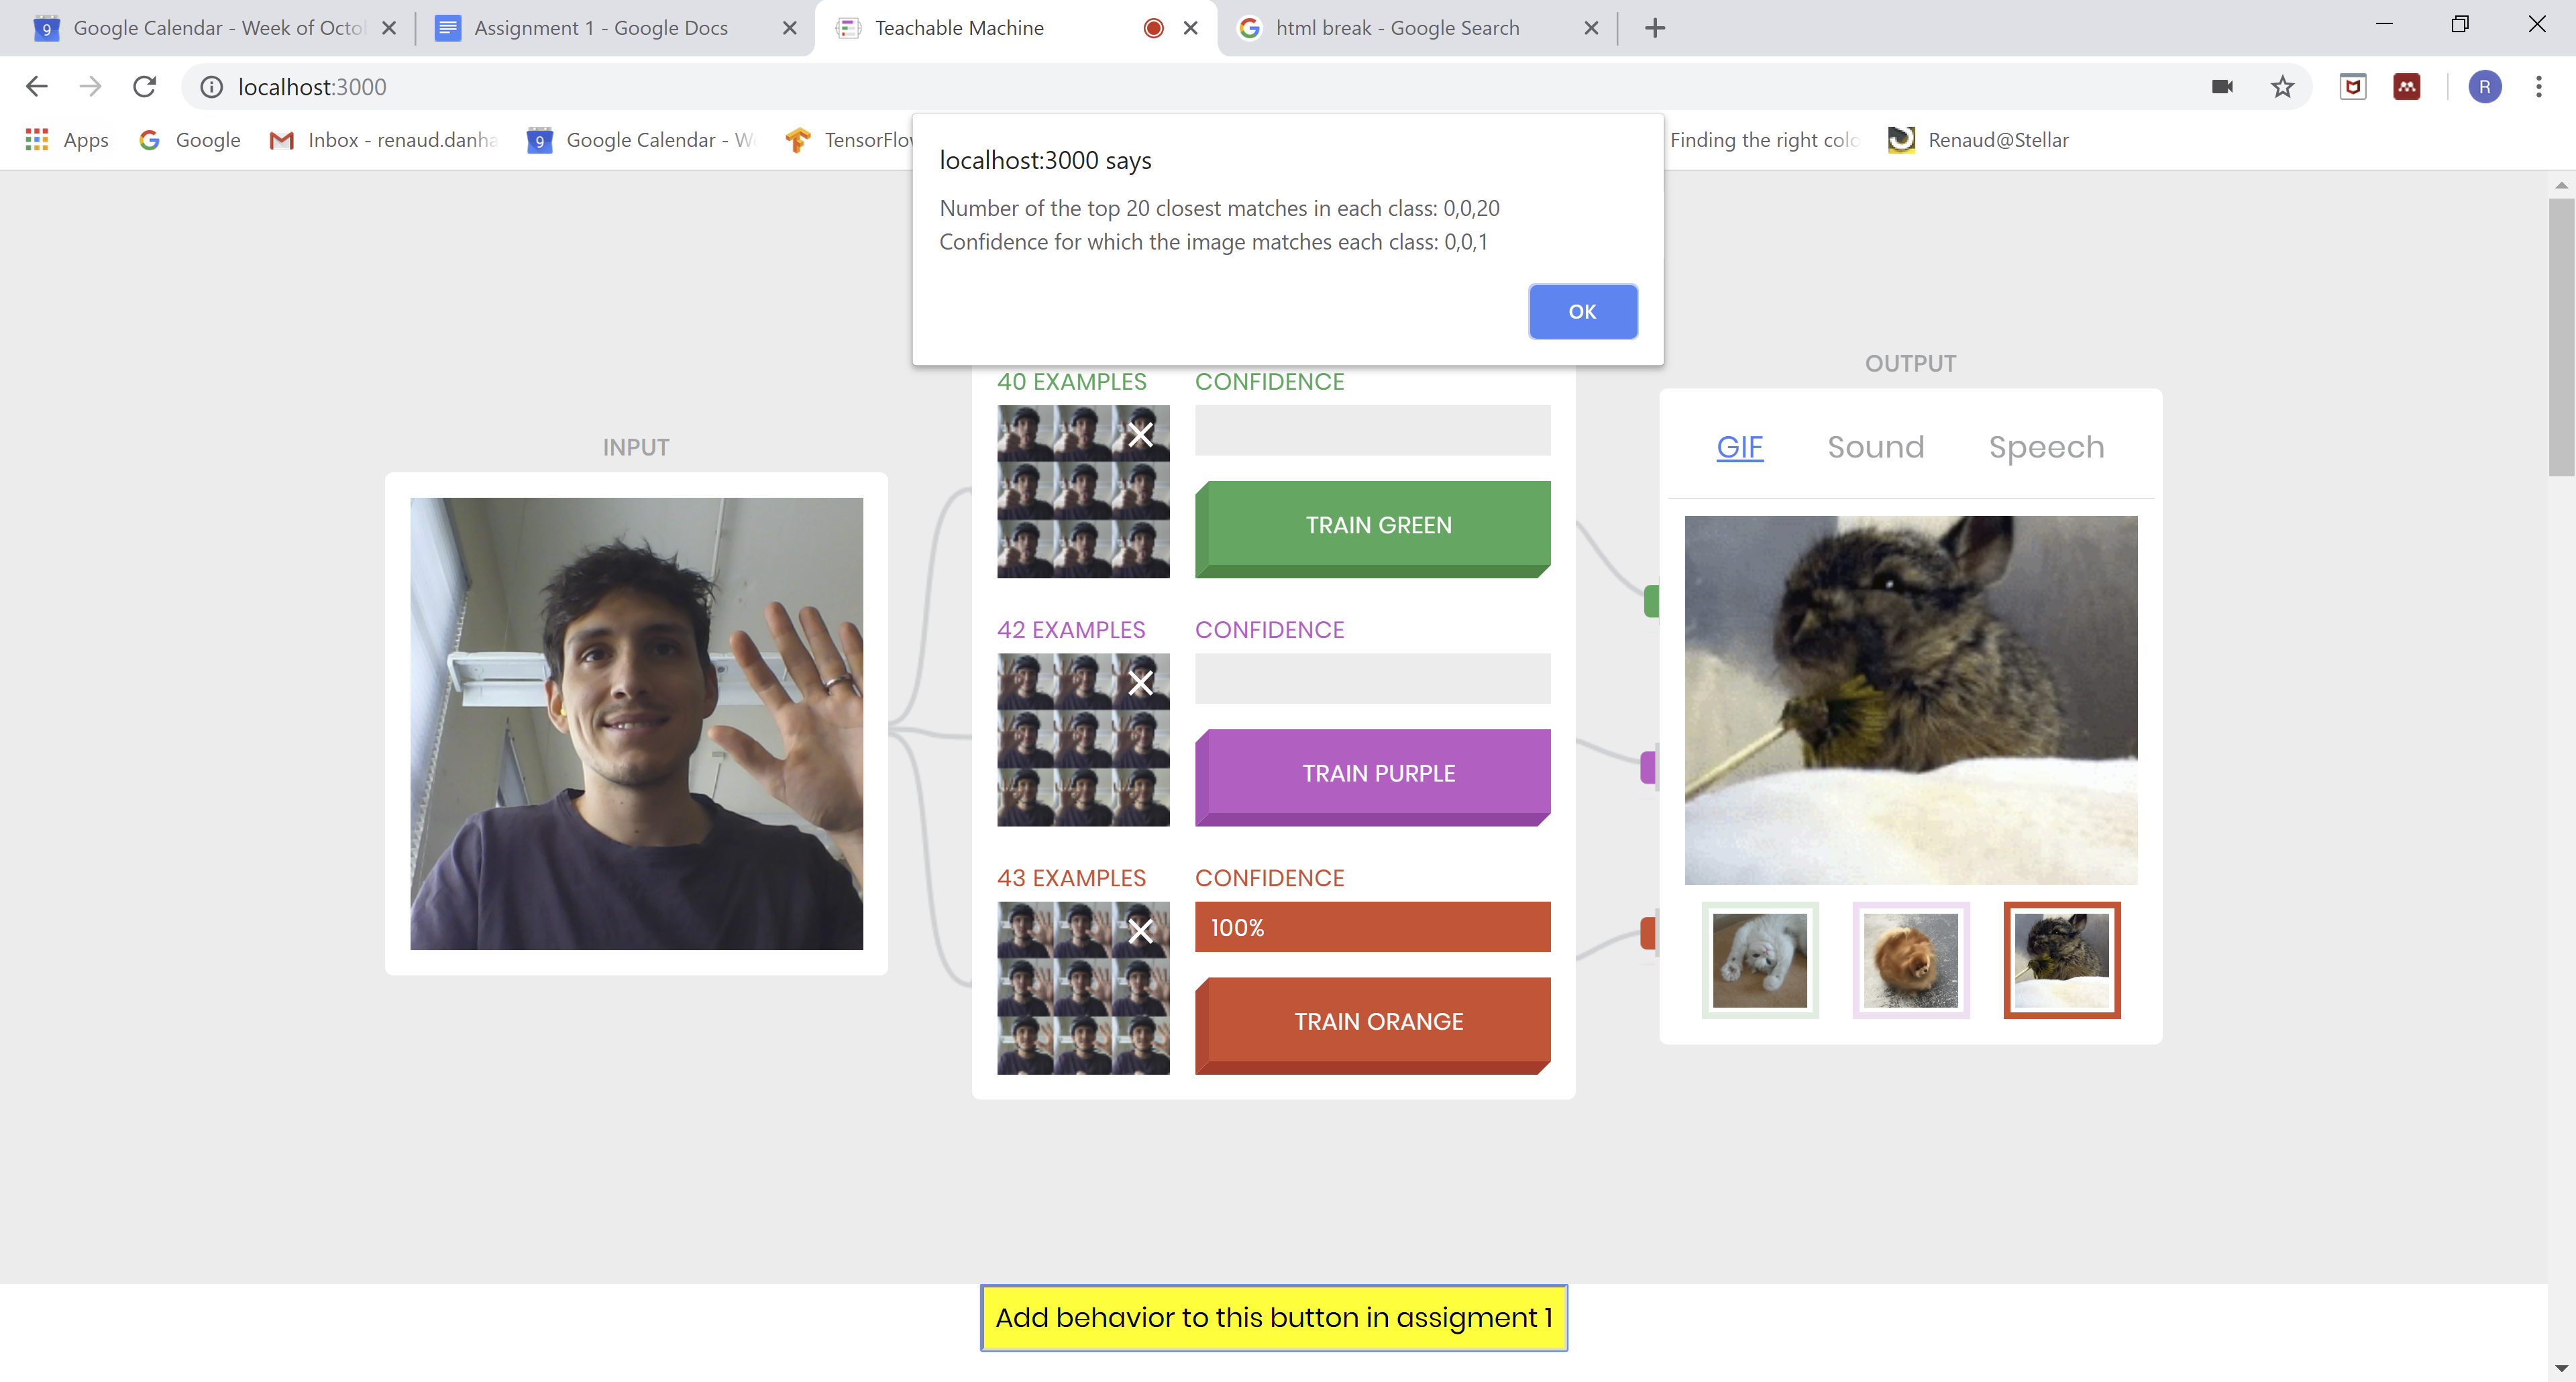 Google Calendar - Week of Octo
Assignment 1 - Google Docs
Teachable Machine
html break - Google Search
localhost:3000
R
Apps
Google
Inbox - renaud.danha
Google Calendar - W
TensorFlo
Finding the right colo
Renaud@Stellar
localhost:3000 says
Number of the top 20 closest matches in each class: 0,0,20
Confidence for which the image matches each class: 0,0,1
OK
INPUT
40 EXAMPLES
CONFIDENCE
TRAIN GREEN
42 EXAMPLES
CONFIDENCE
TRAIN PURPLE
43 EXAMPLES
CONFIDENCE
100%
TRAIN ORANGE
OUTPUT
GIF
Sound
Speech
Add behavior to this button in assigment 1